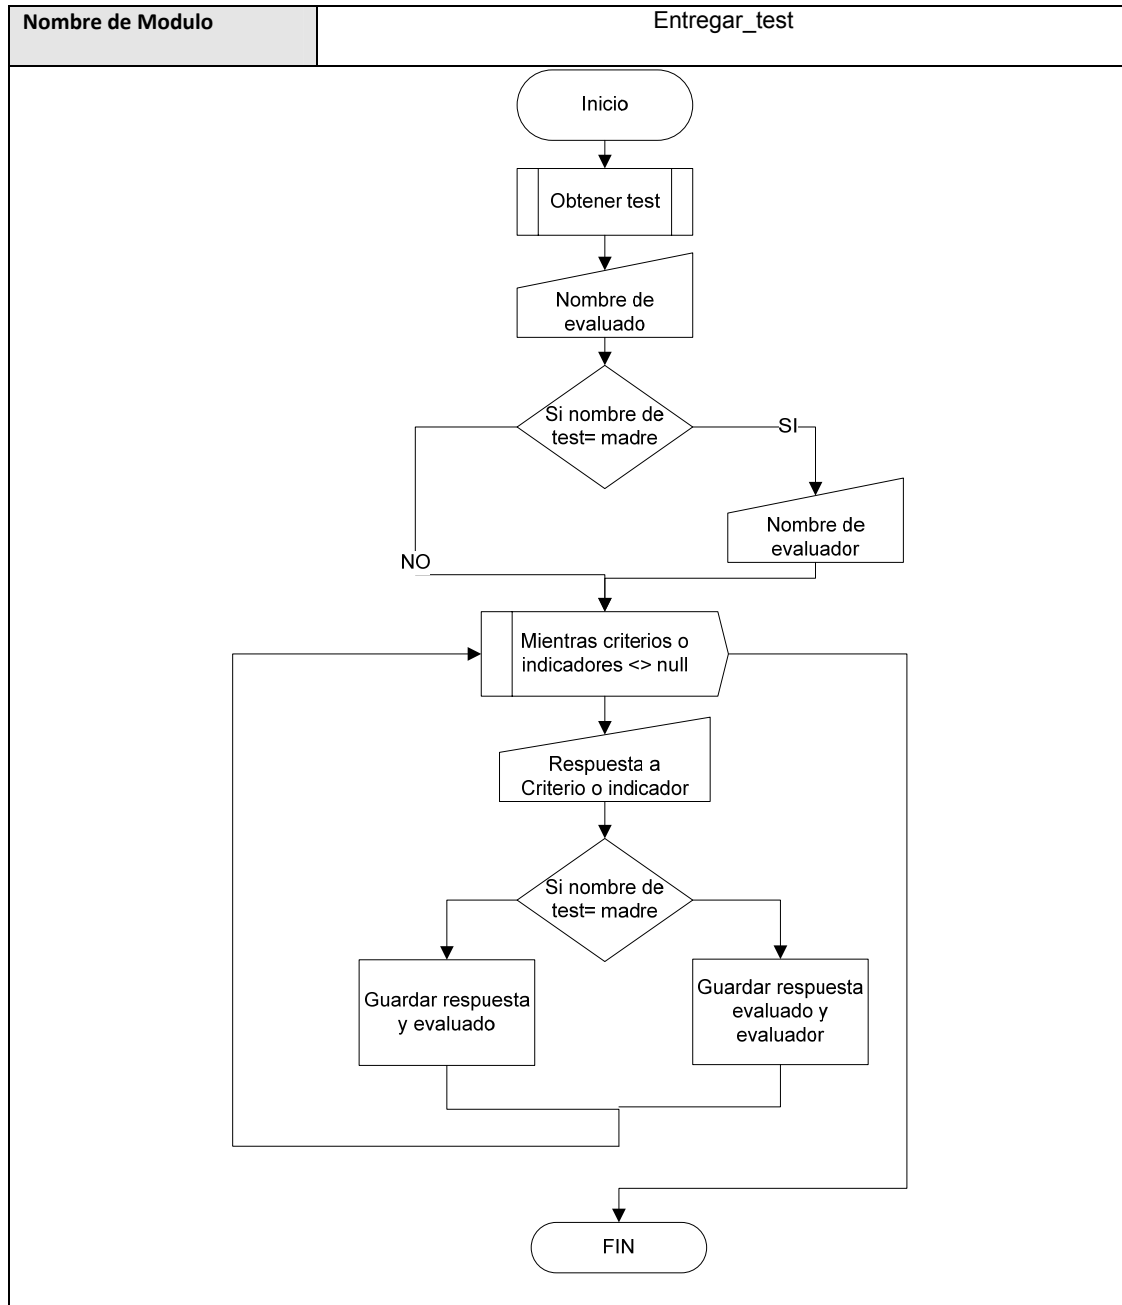 Nombre de Modulo
Entregar_test
Inicio
Obtener test
Nombre de
evaluado
Si nombre de
test= madre
SI
Nombre de
evaluador
NO
Mientras criterios o
indicadores <> null
Respuesta a
Criterio o indicador
Si nombre de
test= madre
Guardar respuesta
y evaluado
Guardar respuesta
evaluado y
evaluador
FIN